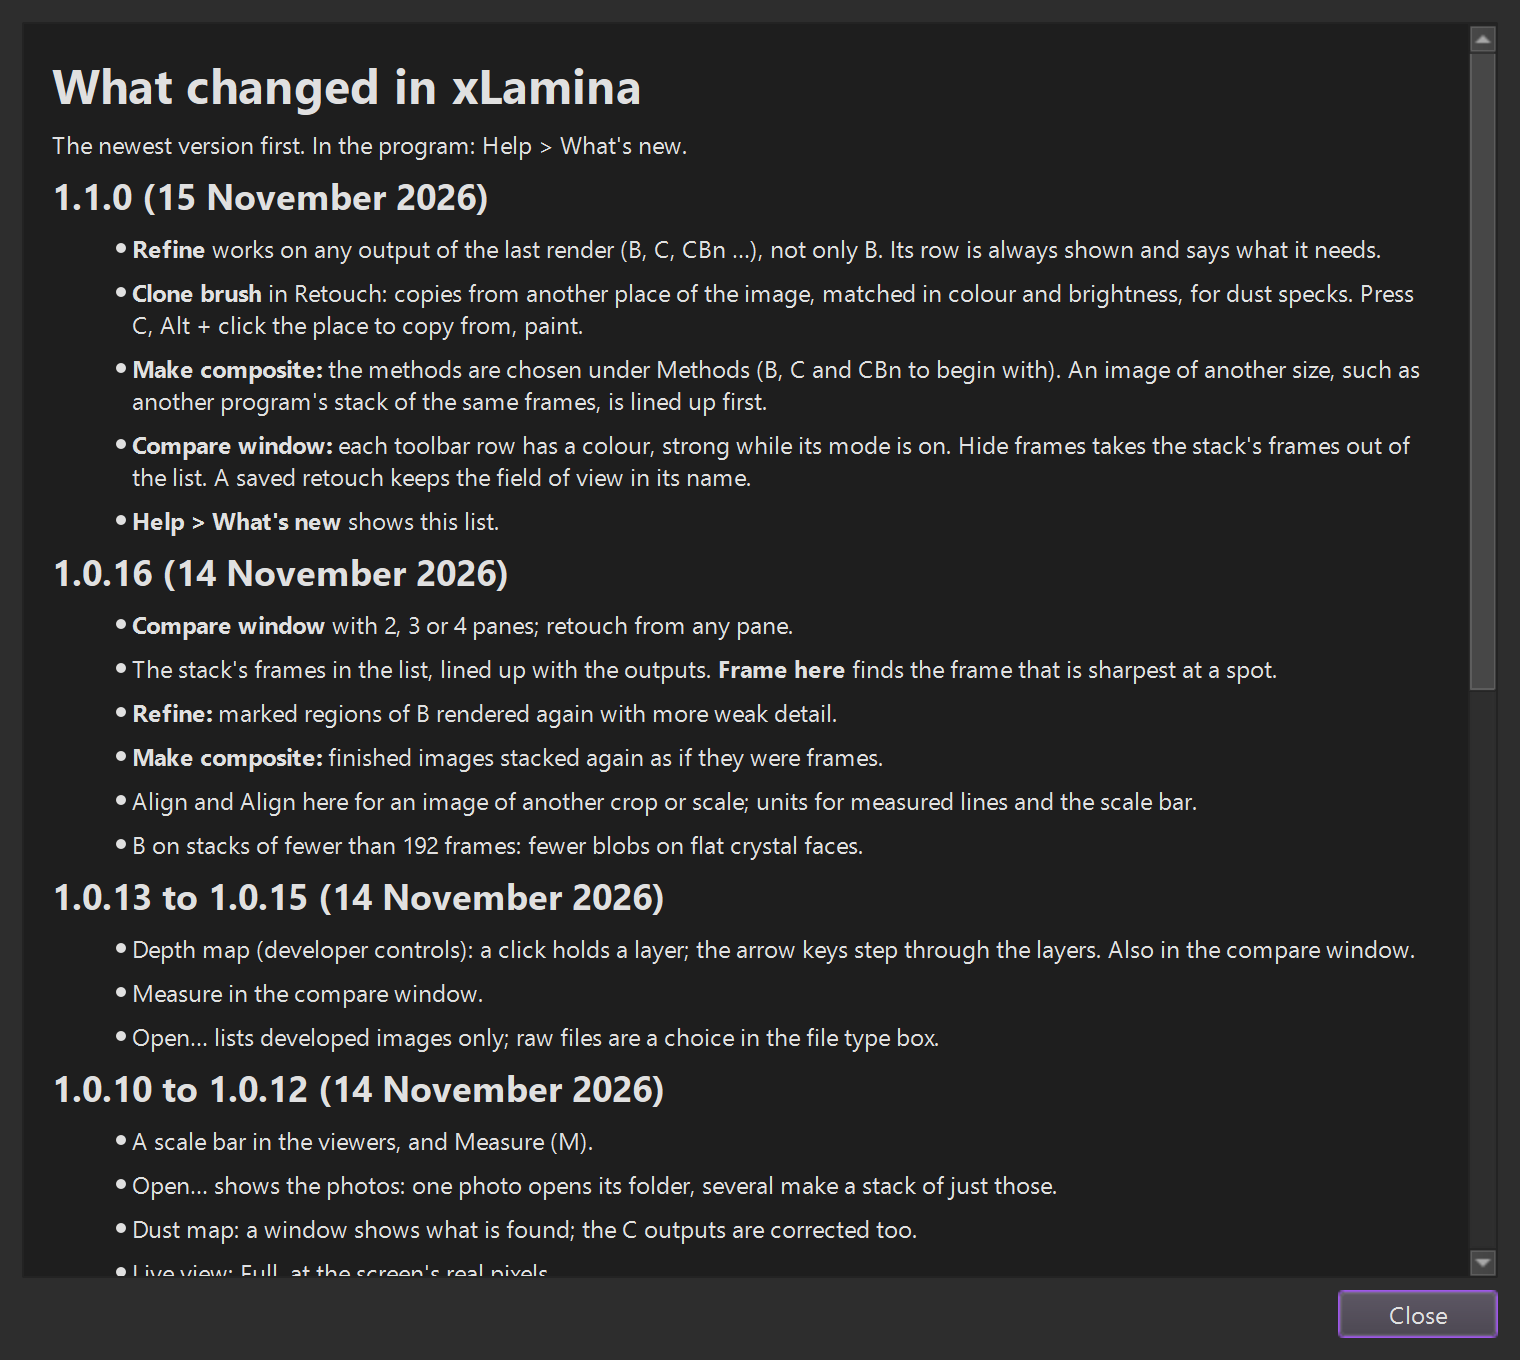 What changed in xLamina
The newest version first. In the program: Help > What's new.
1.1.0 (15 November 2026)
• Refine works on any output of the last render (B, C, CBn ...), not only B. Its row is always shown and says what it needs.
• Clone brush in Retouch: copies from another place of the image, matched in colour and brightness, for dust specks. Press
C, Alt + click the place to copy from, paint.
• Make composite: the methods are chosen under Methods (B, C and CBn to begin with). An image of another size, such as
another program's stack of the same frames, is lined up first.
• Compare window: each toolbar row has a colour, strong while its mode is on. Hide frames takes the stack's frames out of
the list. A saved retouch keeps the field of view in its name.
• Help > What's new shows this list.
1.0.16 (14 November 2026)
• Compare window with 2, 3 or 4 panes; retouch from any pane.
• The stack's frames in the list, lined up with the outputs. Frame here finds the frame that is sharpest at a spot.
• Refine: marked regions of B rendered again with more weak detail.
• Make composite: finished images stacked again as if they were frames.
• Align and Align here for an image of another crop or scale; units for measured lines and the scale bar.
• B on stacks of fewer than 192 frames: fewer blobs on flat crystal faces.
1.0.13 to 1.0.15 (14 November 2026)
• Depth map (developer controls): a click holds a layer; the arrow keys step through the layers. Also in the compare window.
• Measure in the compare window.
• Open... lists developed images only; raw files are a choice in the file type box.
1.0.10 to 1.0.12 (14 November 2026)
• A scale bar in the viewers, and Measure (M).
• Open... shows the photos: one photo opens its folder, several make a stack of just those.
• Dust map: a window shows what is found; the C outputs are corrected too.
• Live view: Full, at the screen's real pixels
Close